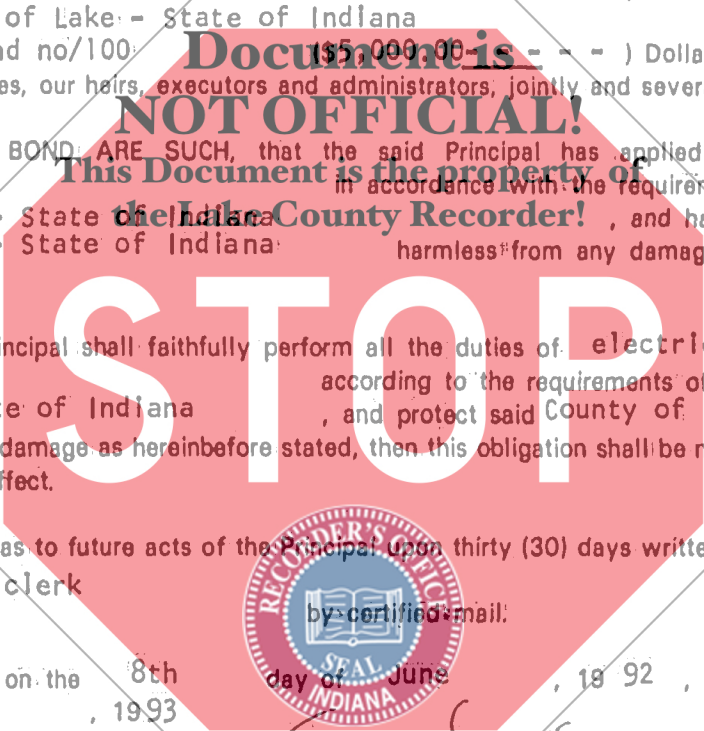 of Lake - State of Indiana
nd no/100 ($5,000.00- - - - - ) Dolla
Document is
es, our heirs, executors and administrators, jointly and sever
NOT OFFICIAL!
BOND ARE SUCH, that the said Principal has applied
This Document is the property of
in accordance with the requirem
the Lake County Recorder!
State of Indiana , and ha
State of Indiana harmless from any damag
STOP
incipal shall faithfully perform all the duties of electri
according to the requirements of
te of Indiana , and protect said County of
damage as hereinbefore stated, then this obligation shall be n
ffect.
as to future acts of the Principal upon thirty (30) days writte
clerk
by certified mail.
RECORDER'S OFFICE
SEAL
INDIANA
on the 8th day of June , 19 92 ,
, 1993